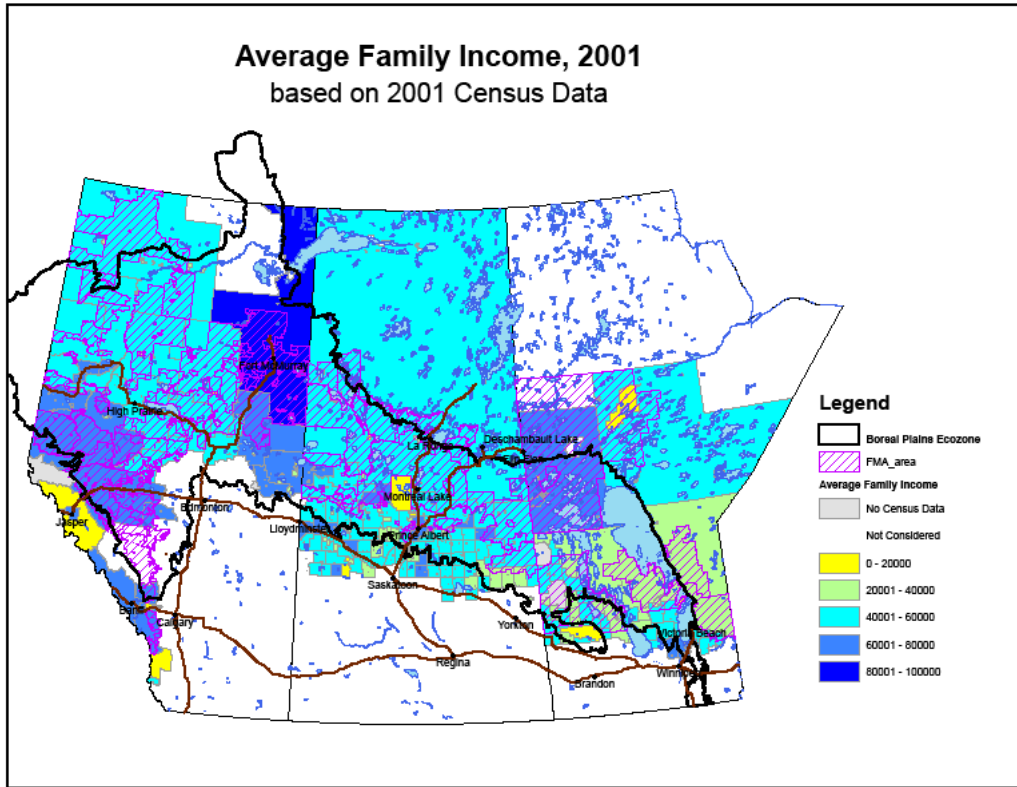 Average Family Income, 2001
based on 2001 Census Data
Fort McMurray
High Prairie
Deschambault Lake
Montreal Lake
Jasper
Edmonton
Lloydminster
Prince Albert
Saskatoon
Banff
Calgary
Yorkton
Victoria Beach
Regina
Brandon
Winnipeg
Legend
Boreal Plains Ecozone
FMA_area
Average Family Income
No Census Data
Not Considered
0 - 20000
20001 - 40000
40001 - 60000
60001 - 80000
80001 - 100000